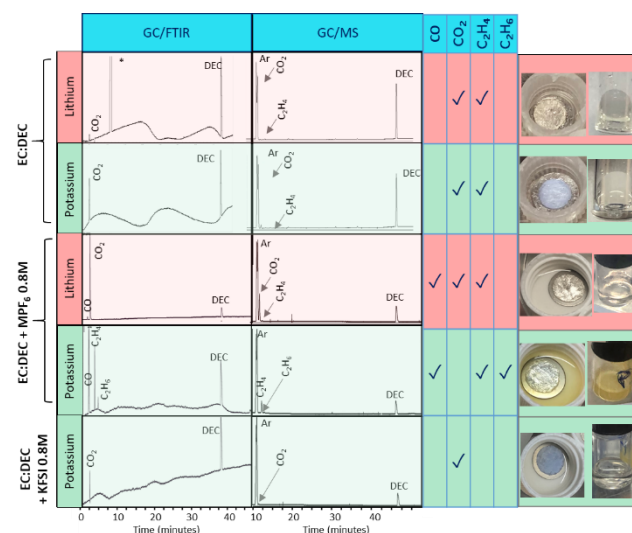 GC/FTIR GC/MS CO CO₂ C₂H₄ C₂H₆
EC:DEC
Lithium
CO₂ * DEC
Ar CO₂ C₂H₄ DEC
✓ ✓
Potassium
CO₂ DEC
Ar CO₂ C₂H₄ DEC
✓ ✓
EC:DEC + MPF₆ 0.8M
Lithium
CO CO₂ DEC
Ar CO₂ C₂H₄ DEC
✓ ✓ ✓
Potassium
CO C₂H₄ C₂H₆ DEC
Ar C₂H₄ C₂H₆ DEC
✓ ✓ ✓
EC:DEC
+ KFSI 0.8M
Potassium
CO₂ DEC
Ar CO₂ DEC
✓
0 10 20 30 40 10 20 30 40
Time (minutes) Time (minutes)